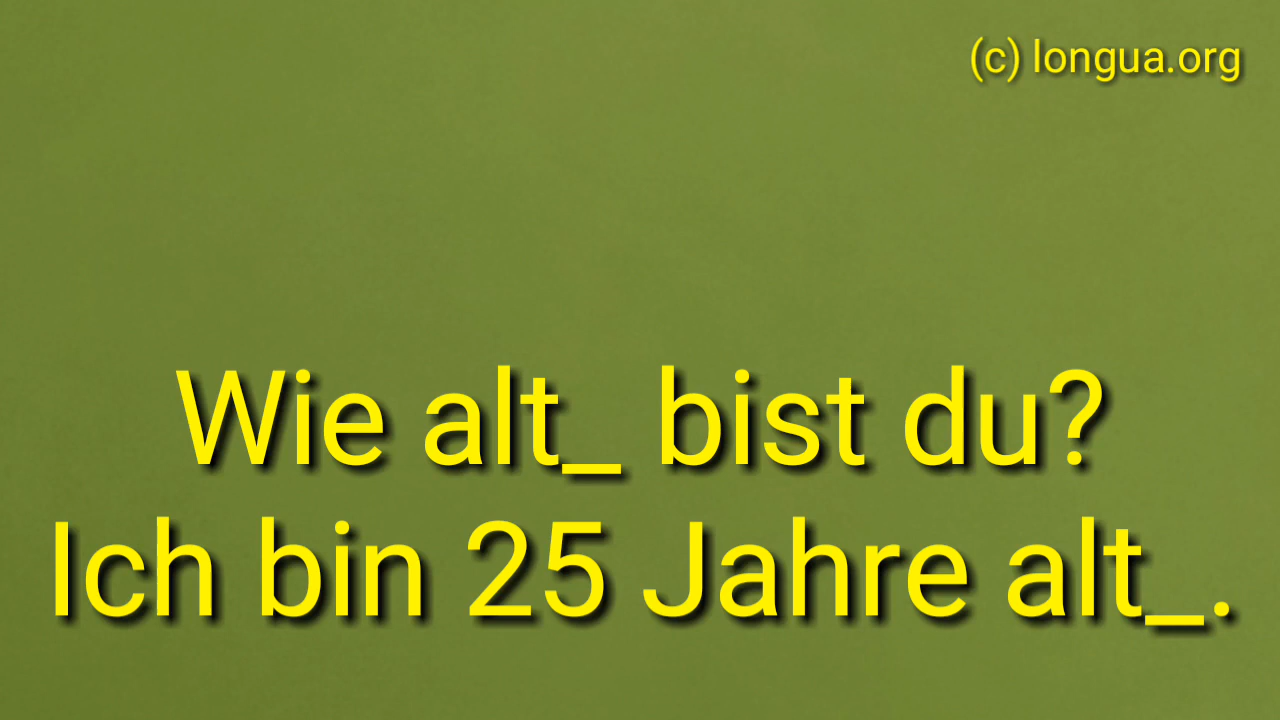 (c) longua.org
Wie alt_ bist du?
Ich bin 25 Jahre alt_.